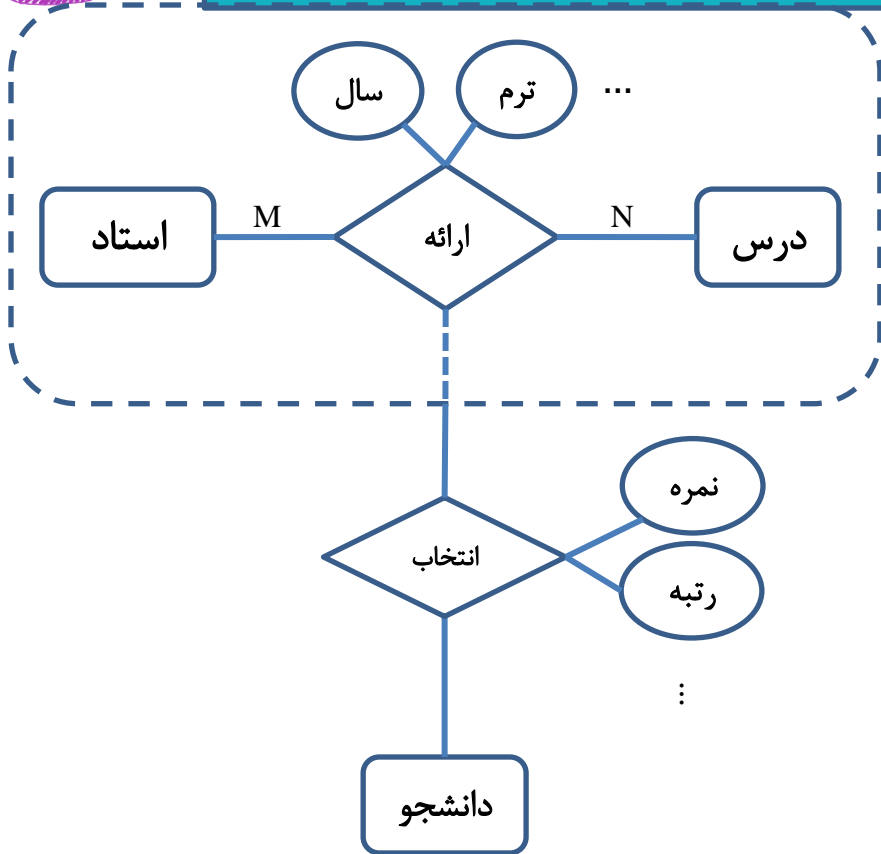 سال
ترم
...
استاد
M
ارائه
N
درس
نمره
انتخاب
رتبه
...
دانشجو